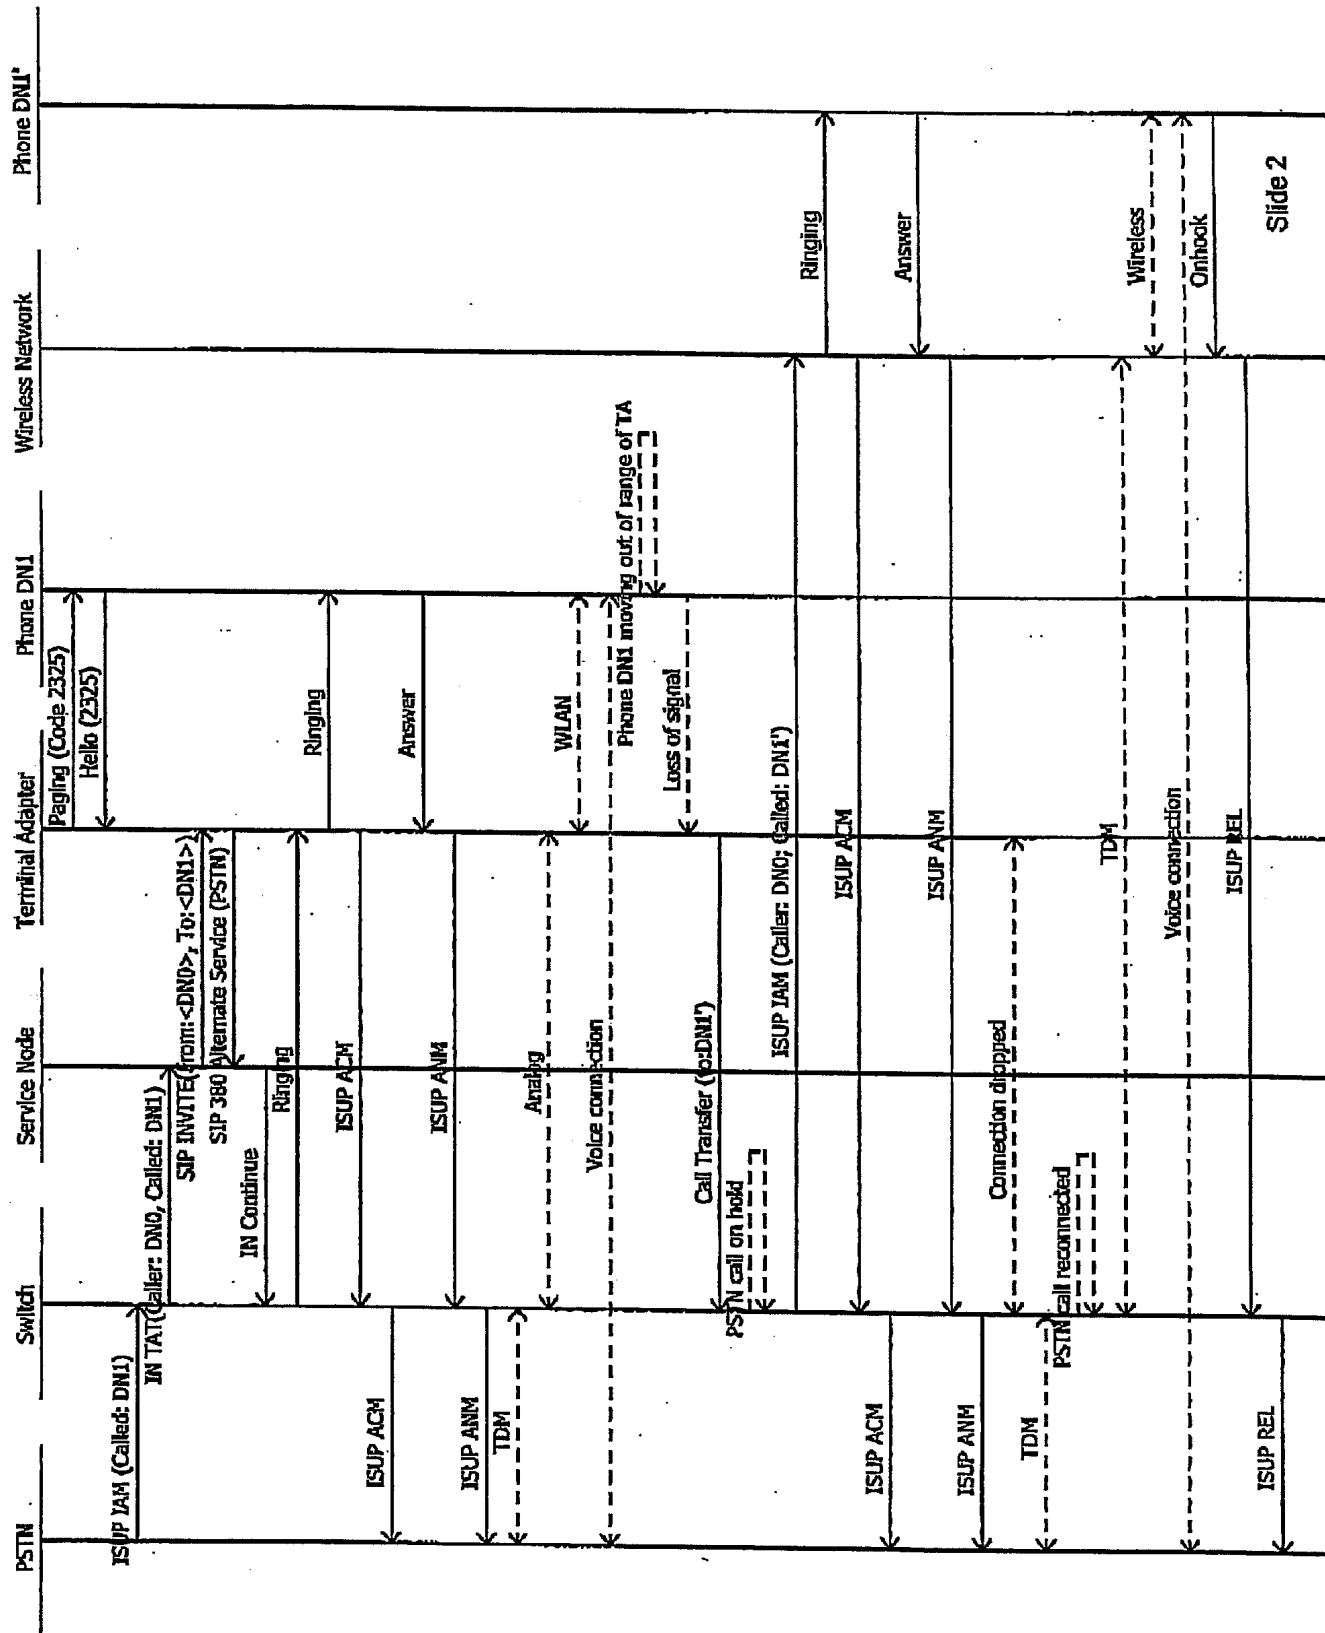 PSTN
Switch
Service Node
Terminal Adapter
Phone DN1
Wireless Network
Phone DN1'
Paging (Code 2325)
Hello (2325)
ISUP IAM (Called: DN1)
IN TAT(Caller: DN0, Called: DN1)
SIP INVITE(From:<DN0>, To:<DN1>)
SIP 380 Alternate Service (PSTN)
IN Continue
Ringing
Ringing
ISUP ACM
ISUP ACM
Answer
ISUP ANM
ISUP ANM
TDM
Analog
WLAN
Voice connection
Phone DN1 moving out of range of TA
Loss of signal
Call Transfer (to:DN1')
PSTN call on hold
ISUP IAM (Caller: DN0; Called: DN1')
Ringing
ISUP ACM
ISUP ACM
Answer
ISUP ANM
ISUP ANM
Connection dropped
TDM
PSTN call reconnected
TDM
Wireless
Voice connection
Onhook
ISUP REL
ISUP REL
Slide 2